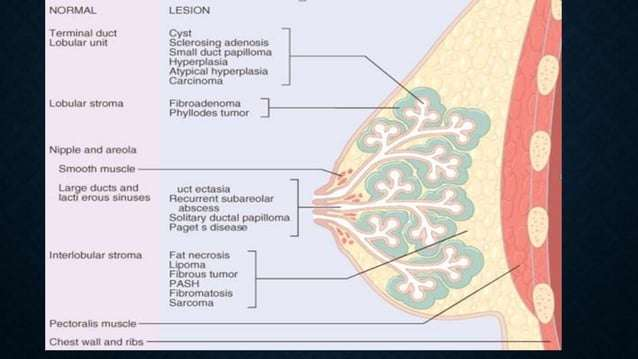 NORMAL LESION
Terminal duct
Lobular unit
Cyst
Sclerosing adenosis
Small duct papilloma
Hyperplasia
Atypical hyperplasia
Carcinoma
Lobular stroma
Fibroadenoma
Phyllodes tumor
Nipple and areola
Smooth muscle
Large ducts and
lacti erous sinuses
uct ectasia
Recurrent subareolar
abscess
Solitary ductal papilloma
Paget s disease
Interlobular stroma
Fat necrosis
Lipoma
Fibrous tumor
PASH
Fibromatosis
Sarcoma
Pectoralis muscle
Chest wall and ribs